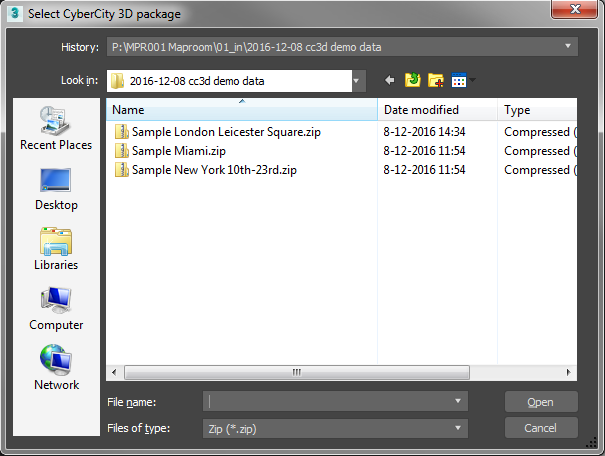 Select CyberCity 3D package
History: P:\MPR001 Maproom\01_in\2016-12-08 cc3d demo data
Look in: 2016-12-08 cc3d demo data
Name Date modified Type
Sample London Leicester Square.zip 8-12-2016 14:34 Compressed (
Sample Miami.zip 8-12-2016 11:54 Compressed (
Sample New York 10th-23rd.zip 8-12-2016 11:54 Compressed (
Recent Places
Desktop
Libraries
Computer
Network
File name: Open
Files of type: Zip (*.zip) Cancel